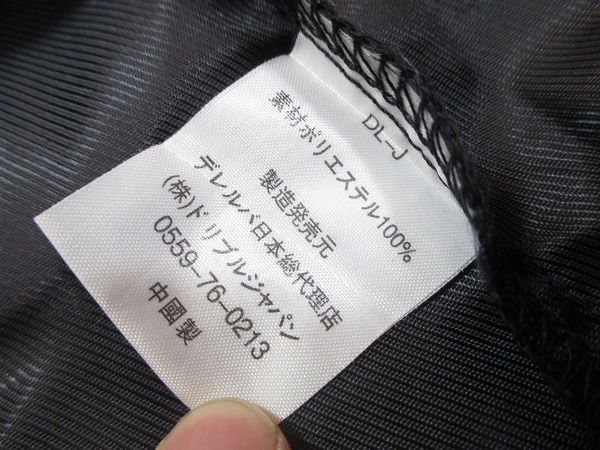 DL-J
素材ポリエステル100%
製造発売元
デレルバ日本総代理店
(株)ドリブルジャパン
0559-76-0213
中國製